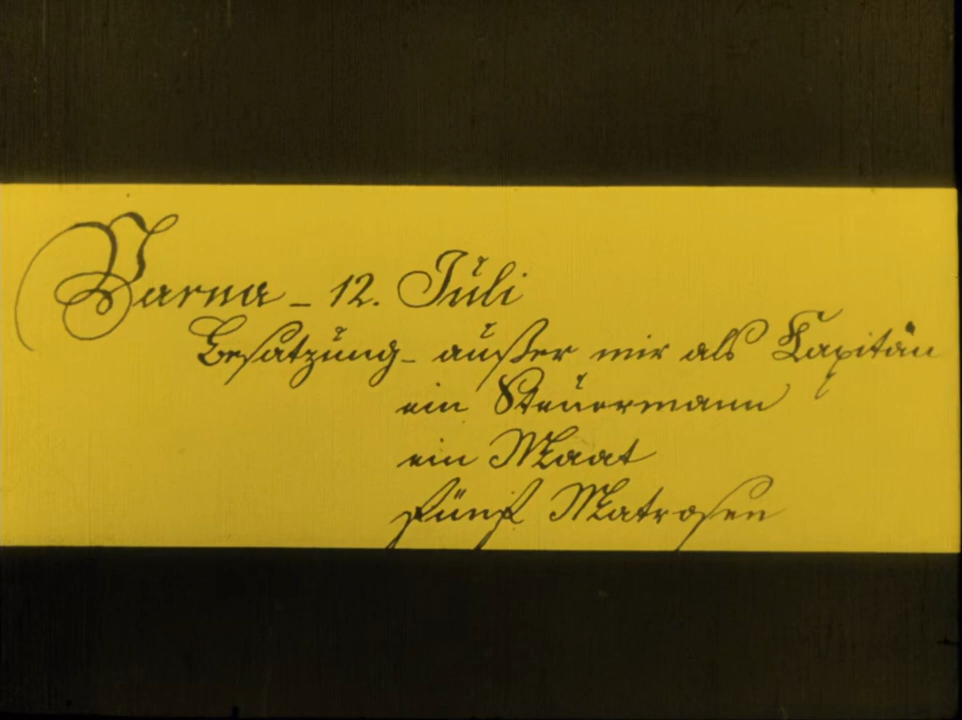 Varna – 12. Juli
Besatzung – außer mir als Kapitän
ein Steuermann
ein Maat
fünf Matrosen